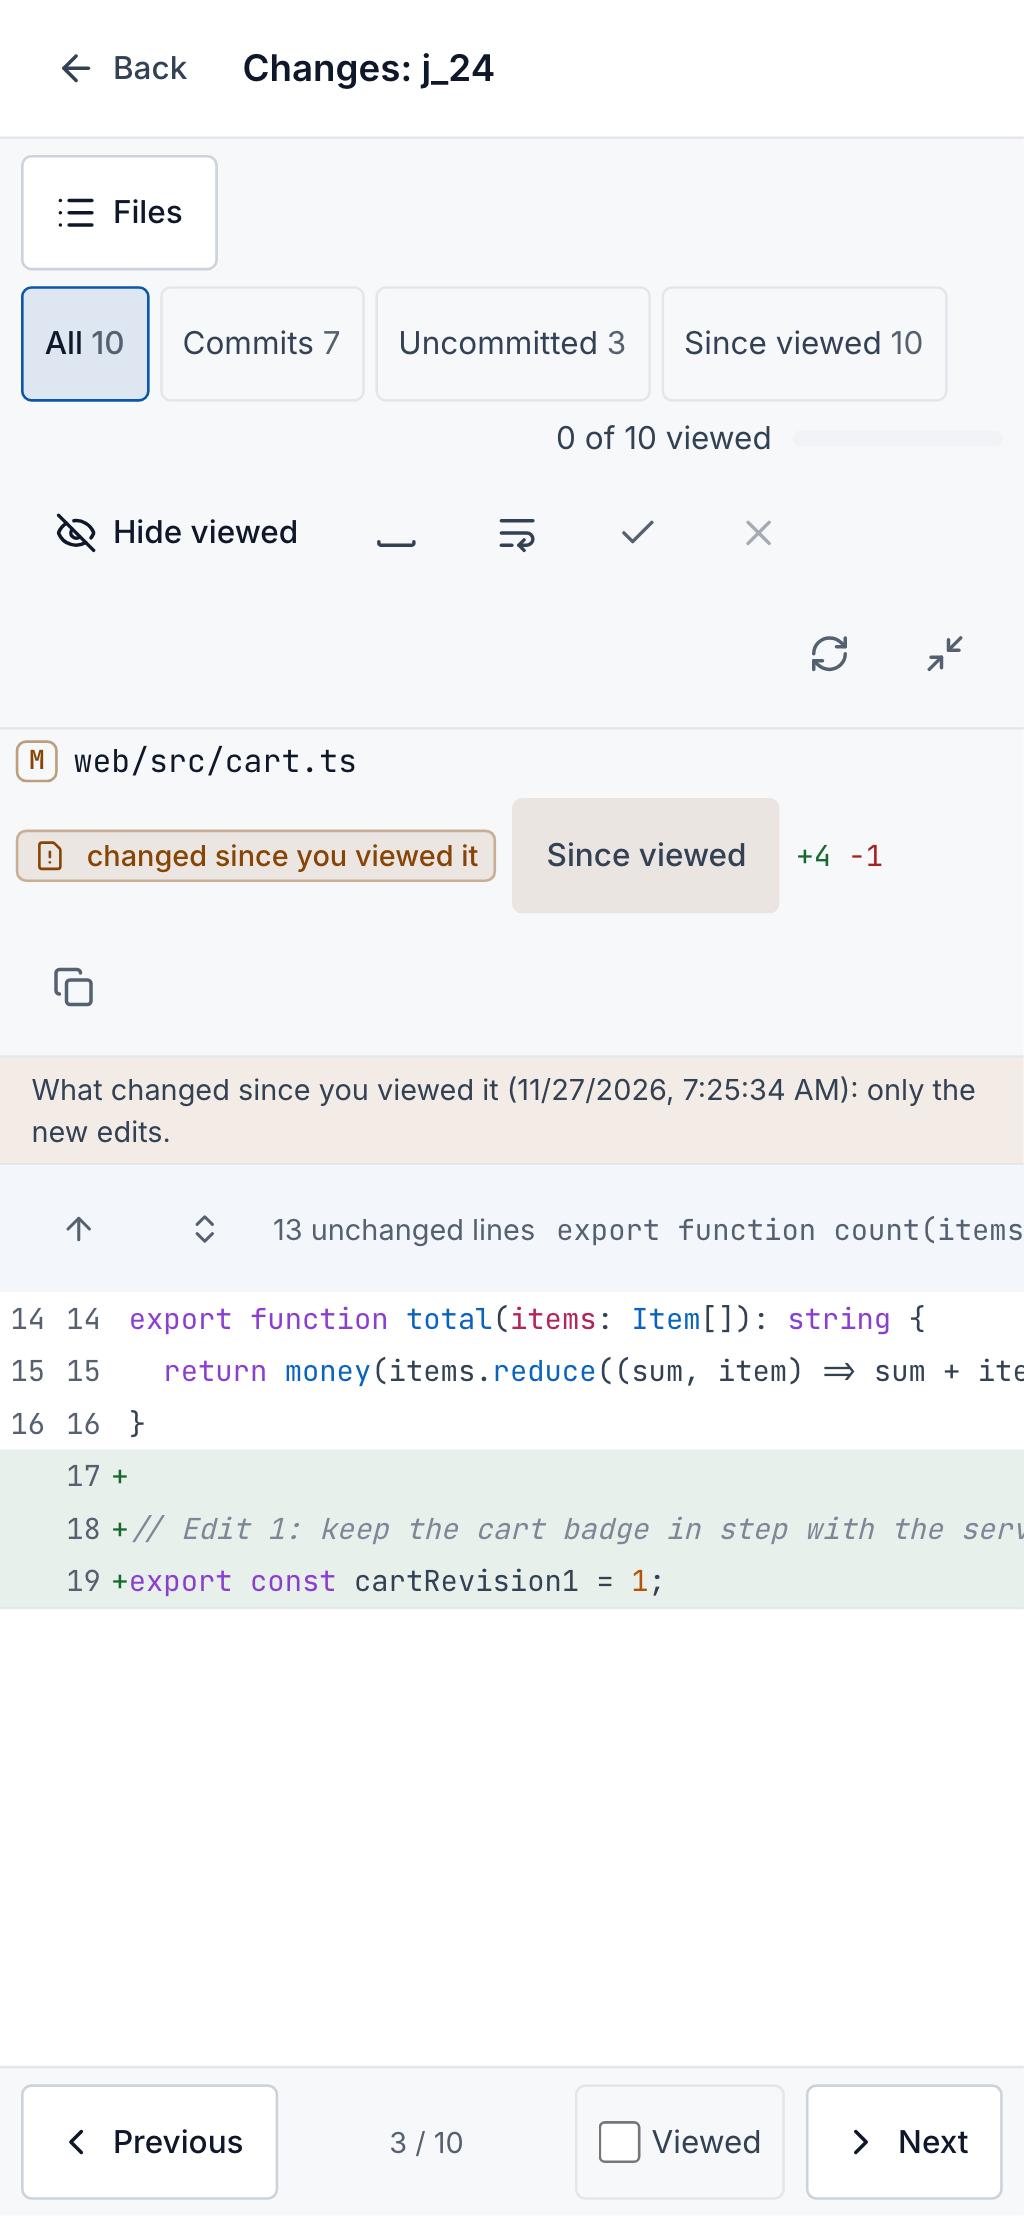 Back Changes: j_24
Files
All 10 Commits 7 Uncommitted 3 Since viewed 10
0 of 10 viewed
Hide viewed
M web/src/cart.ts
changed since you viewed it Since viewed +4 -1
What changed since you viewed it (11/27/2026, 7:25:34 AM): only the
new edits.
13 unchanged lines export function count(items
14 14 export function total(items: Item[]): string {
15 15 return money(items.reduce((sum, item) => sum + ite
16 16 }
17 +
18 +// Edit 1: keep the cart badge in step with the serv
19 +export const cartRevision1 = 1;
Previous 3 / 10 Viewed Next